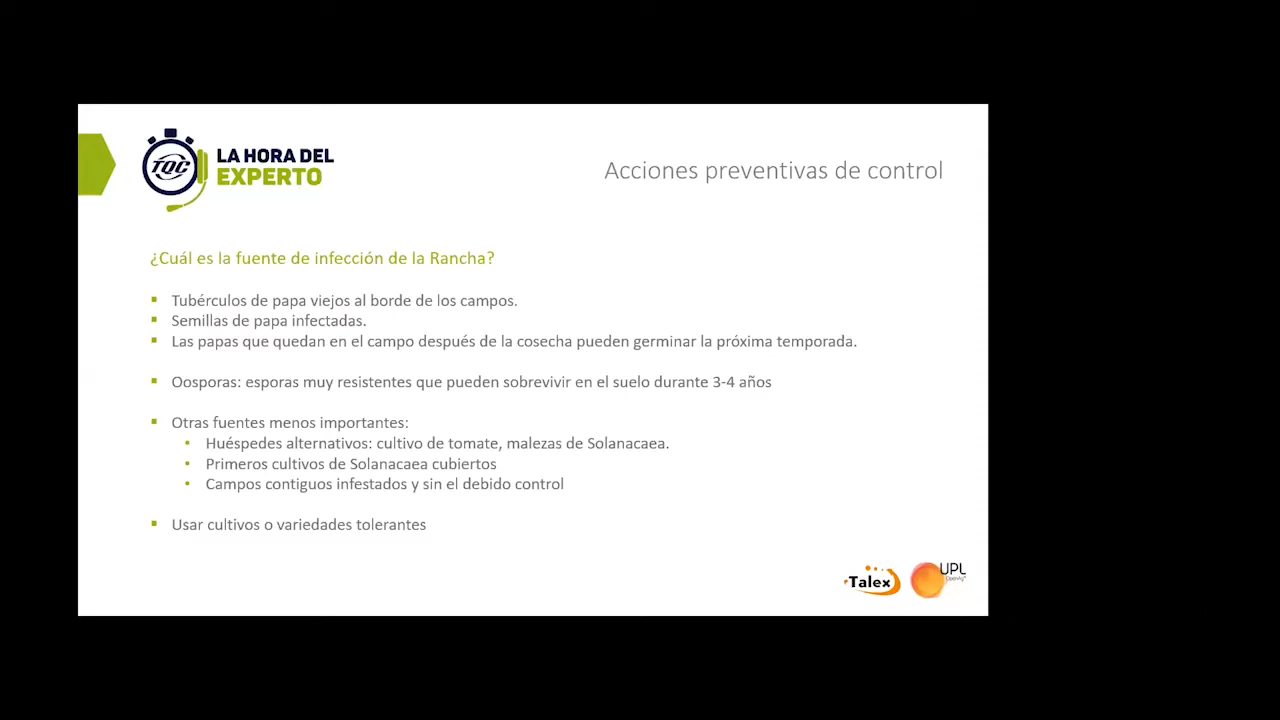 TQC
LA HORA DEL
EXPERTO
Acciones preventivas de control
¿Cuál es la fuente de infección de la Rancha?
▪ Tubérculos de papa viejos al borde de los campos.
▪ Semillas de papa infectadas.
▪ Las papas que quedan en el campo después de la cosecha pueden germinar la próxima temporada.
▪ Oosporas: esporas muy resistentes que pueden sobrevivir en el suelo durante 3-4 años
▪ Otras fuentes menos importantes:
• Huéspedes alternativos: cultivo de tomate, malezas de Solanacaea.
• Primeros cultivos de Solanacaea cubiertos
• Campos contiguos infestados y sin el debido control
▪ Usar cultivos o variedades tolerantes
Talex
UPL
OpenAg